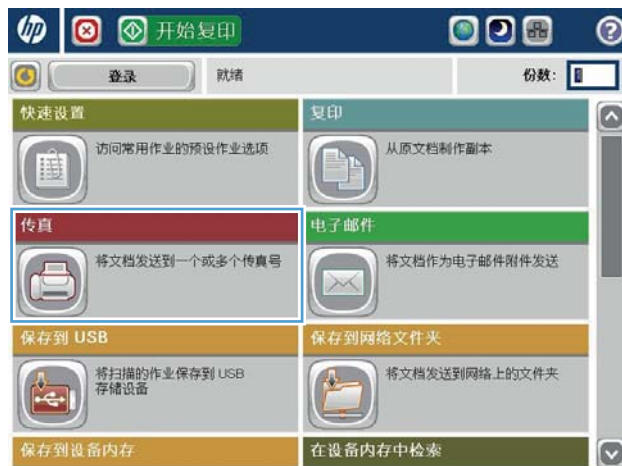 hp
开始复印
?
登录
就绪
份数:
快速设置
访问常用作业的预设作业选项
复印
从原文档制作副本
传真
将文档发送到一个或多个传真号
电子邮件
将文档作为电子邮件附件发送
保存到 USB
将扫描的作业保存到 USB
存储设备
保存到网络文件夹
将文档发送到网络上的文件夹
保存到设备内存
在设备内存中检索